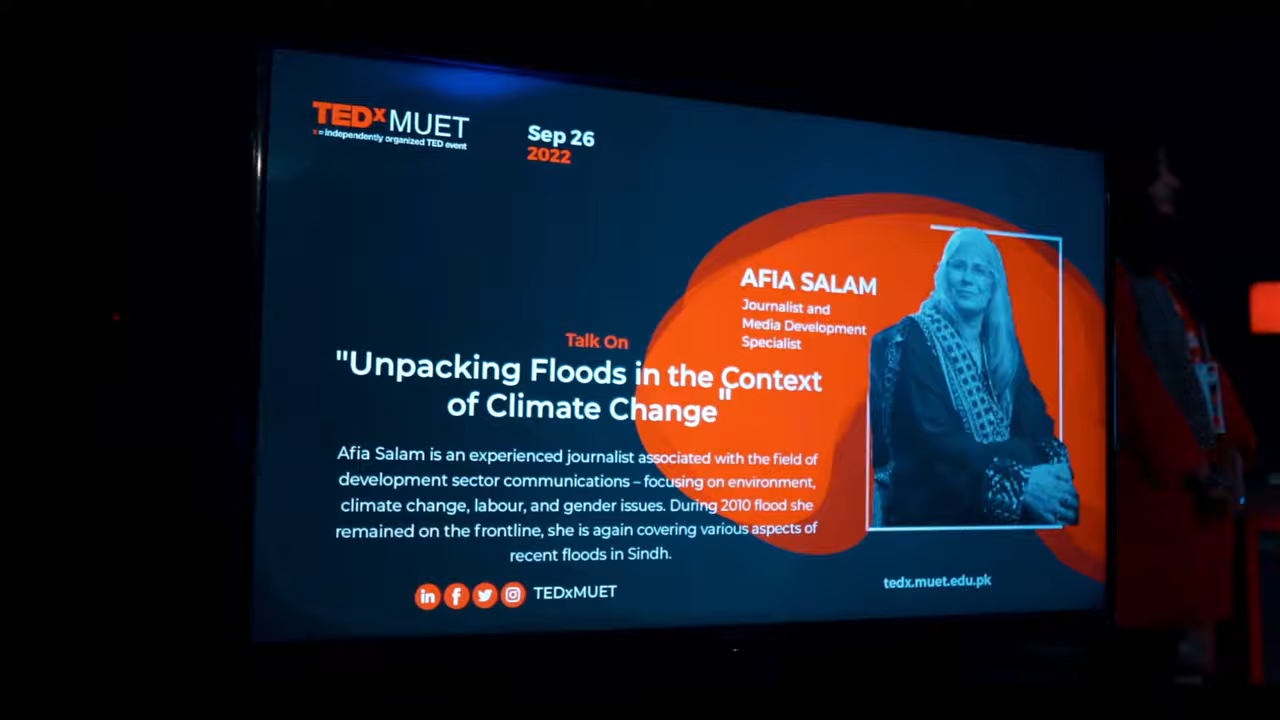 TEDx MUET
x = independently organized TED event
Sep 26
2022
AFIA SALAM
Journalist and
Media Development
Specialist
Talk On
"Unpacking Floods in the Context
of Climate Change"
Afia Salam is an experienced journalist associated with the field of
development sector communications – focusing on environment,
climate change, labour, and gender issues. During 2010 flood she
remained on the frontline, she is again covering various aspects of
recent floods in Sindh.
in f TEDxMUET
tedx.muet.edu.pk